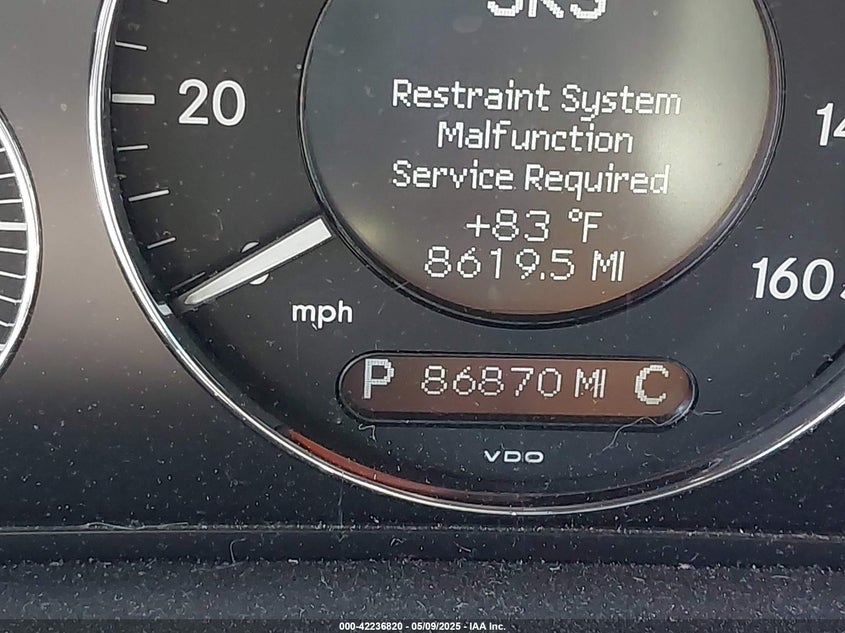 SRS
20
Restraint System
Malfunction
Service Required
+83 °F
8619.5 MI
160
mph
P 86870 MI C
VDO
000-42236820 - 05/09/2025 - IAA Inc.